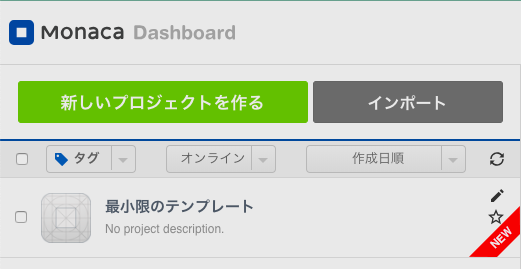 Monaca Dashboard
新しいプロジェクトを作る
インポート
タグ
オンライン
作成日順
最小限のテンプレート
No project description.
NEW